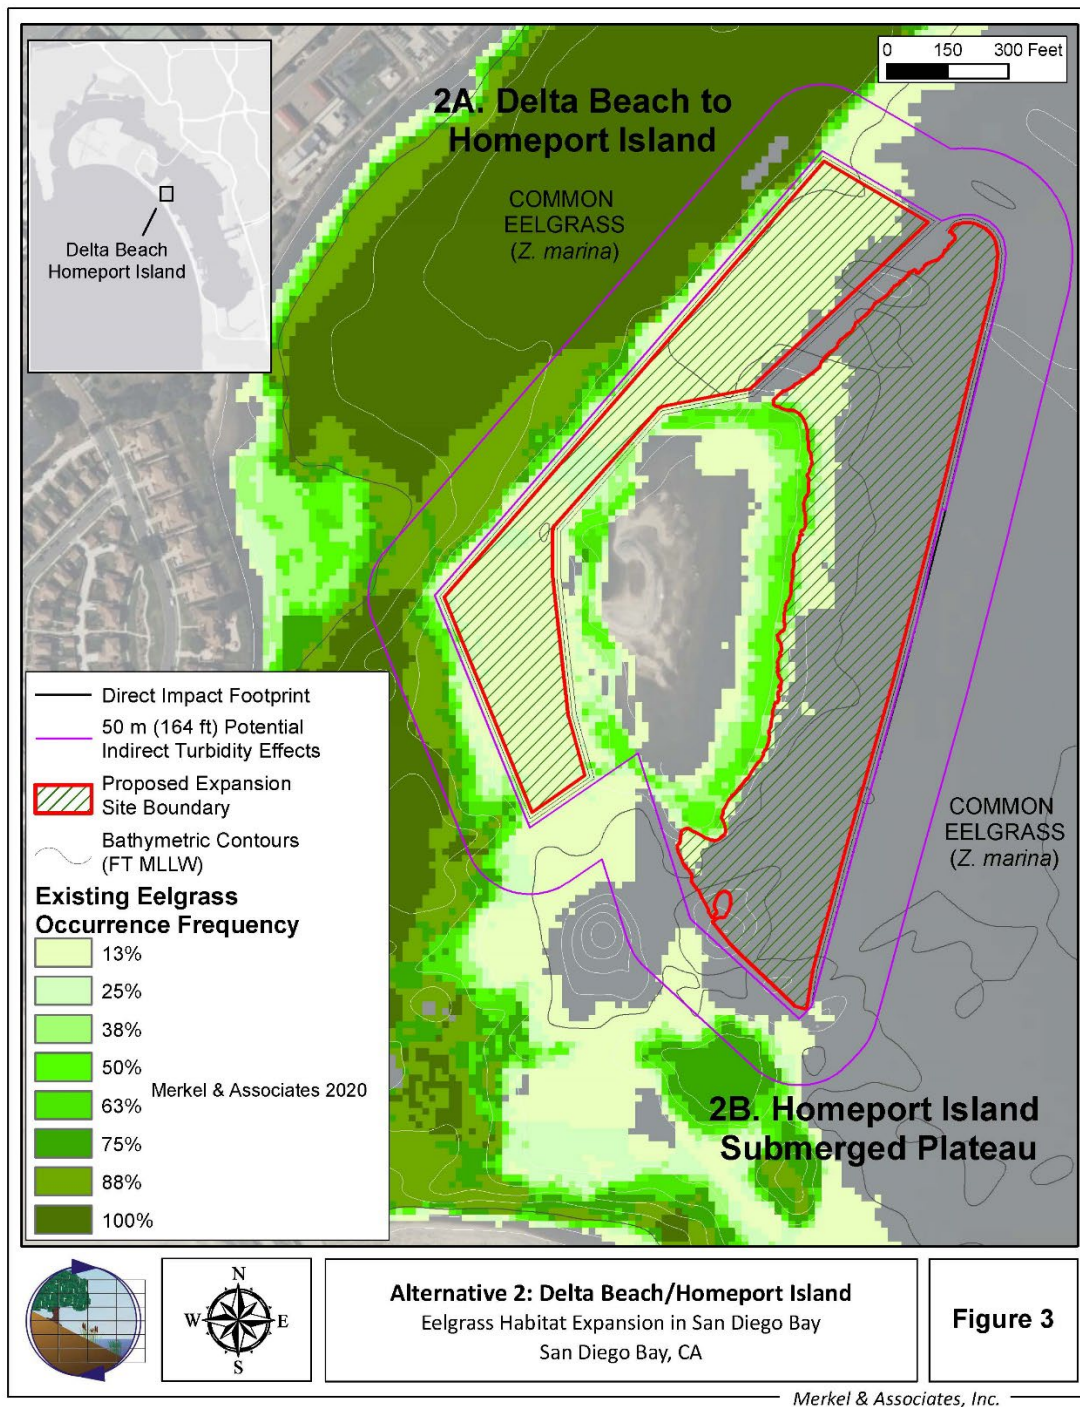 0 150 300 Feet
2A. Delta Beach to
Homeport Island
COMMON
EELGRASS
(Z. marina)
Delta Beach
Homeport Island
Direct Impact Footprint
50 m (164 ft) Potential
Indirect Turbidity Effects
Proposed Expansion
Site Boundary
Bathymetric Contours
(FT MLLW)
Existing Eelgrass
Occurrence Frequency
13%
25%
38%
50%
63%
75%
88%
100%
Merkel & Associates 2020
COMMON
EELGRASS
(Z. marina)
2B. Homeport Island
Submerged Plateau
N
W E
S
Alternative 2: Delta Beach/Homeport Island
Eelgrass Habitat Expansion in San Diego Bay
San Diego Bay, CA
Figure 3
Merkel & Associates, Inc.